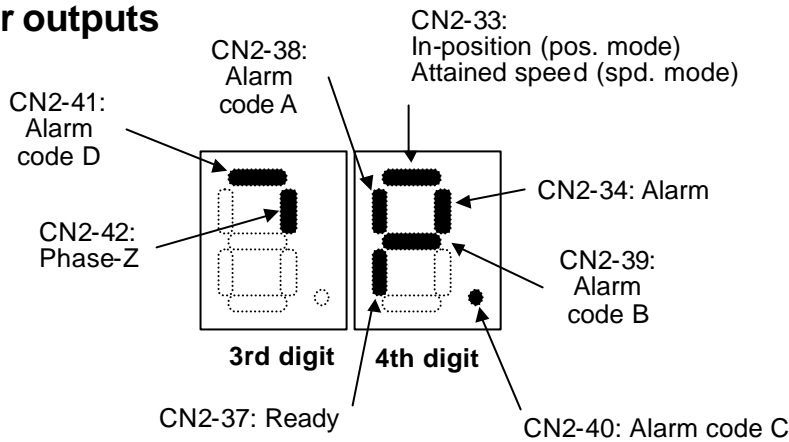 r outputs
CN2-33:
In-position (pos. mode)
Attained speed (spd. mode)
CN2-38:
Alarm
code A
CN2-41:
Alarm
code D
CN2-34: Alarm
CN2-42:
Phase-Z
CN2-39:
Alarm
code B
3rd digit
4th digit
CN2-37: Ready
CN2-40: Alarm code C